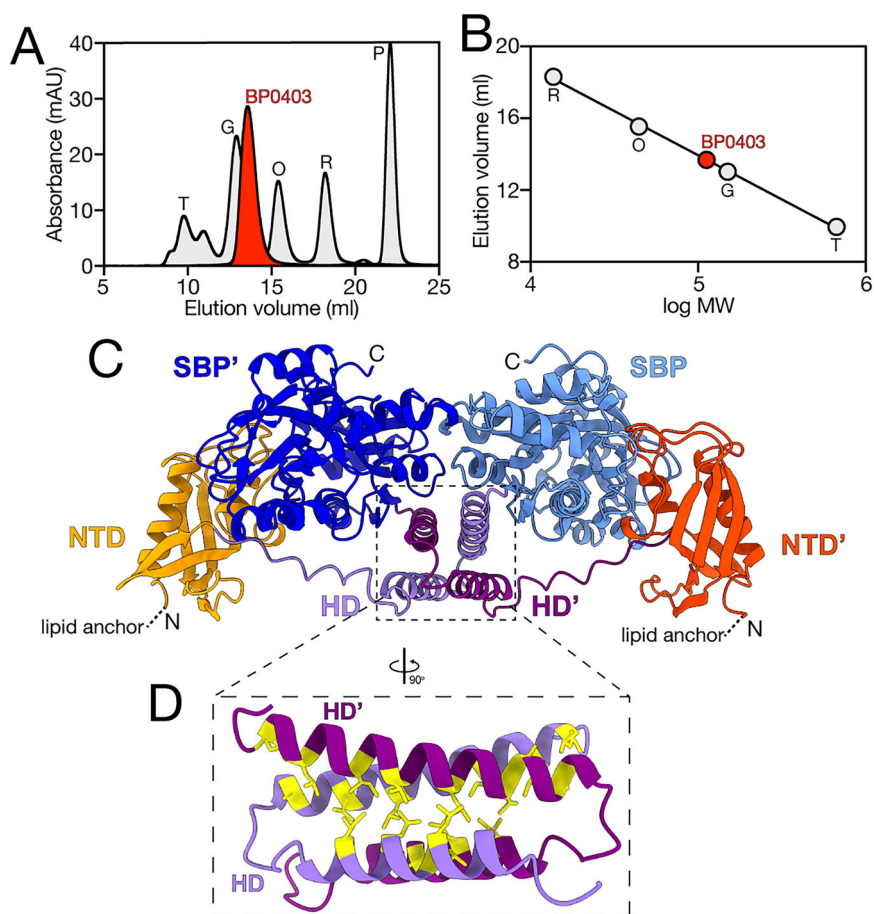 A
40
30
20
10
0
Absorbance (mAU)
T
G
BP0403
O
R
P
5
10
15
20
25
Elution volume (ml)
B
20
16
12
8
Elution volume (ml)
R
O
BP0403
G
T
4
5
6
log MW
C
SBP’
C
C
SBP
NTD
NTD’
HD
HD’
lipid anchor
N
lipid anchor
N
90°
D
HD’
HD